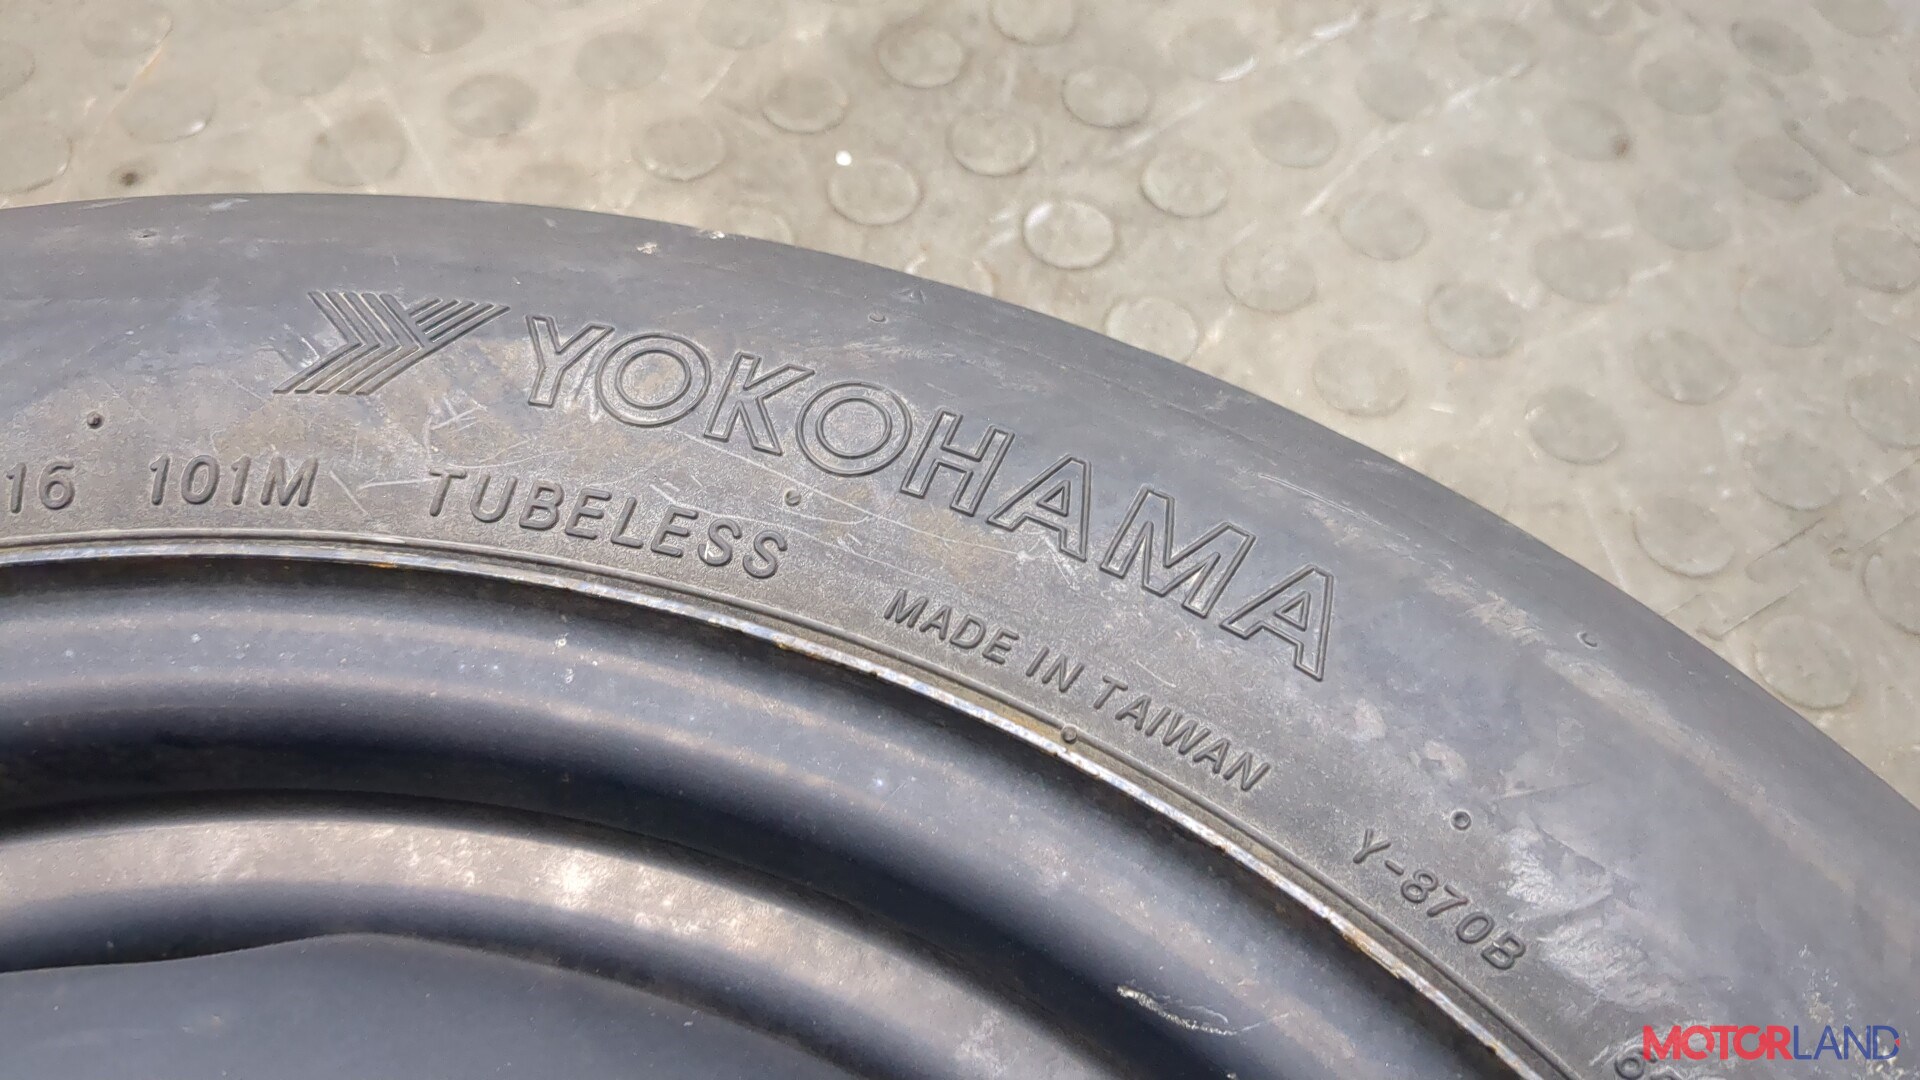 YOKOHAMA
16 101M TUBELESS
MADE IN TAIWAN
Y-870B
MOTORLAND